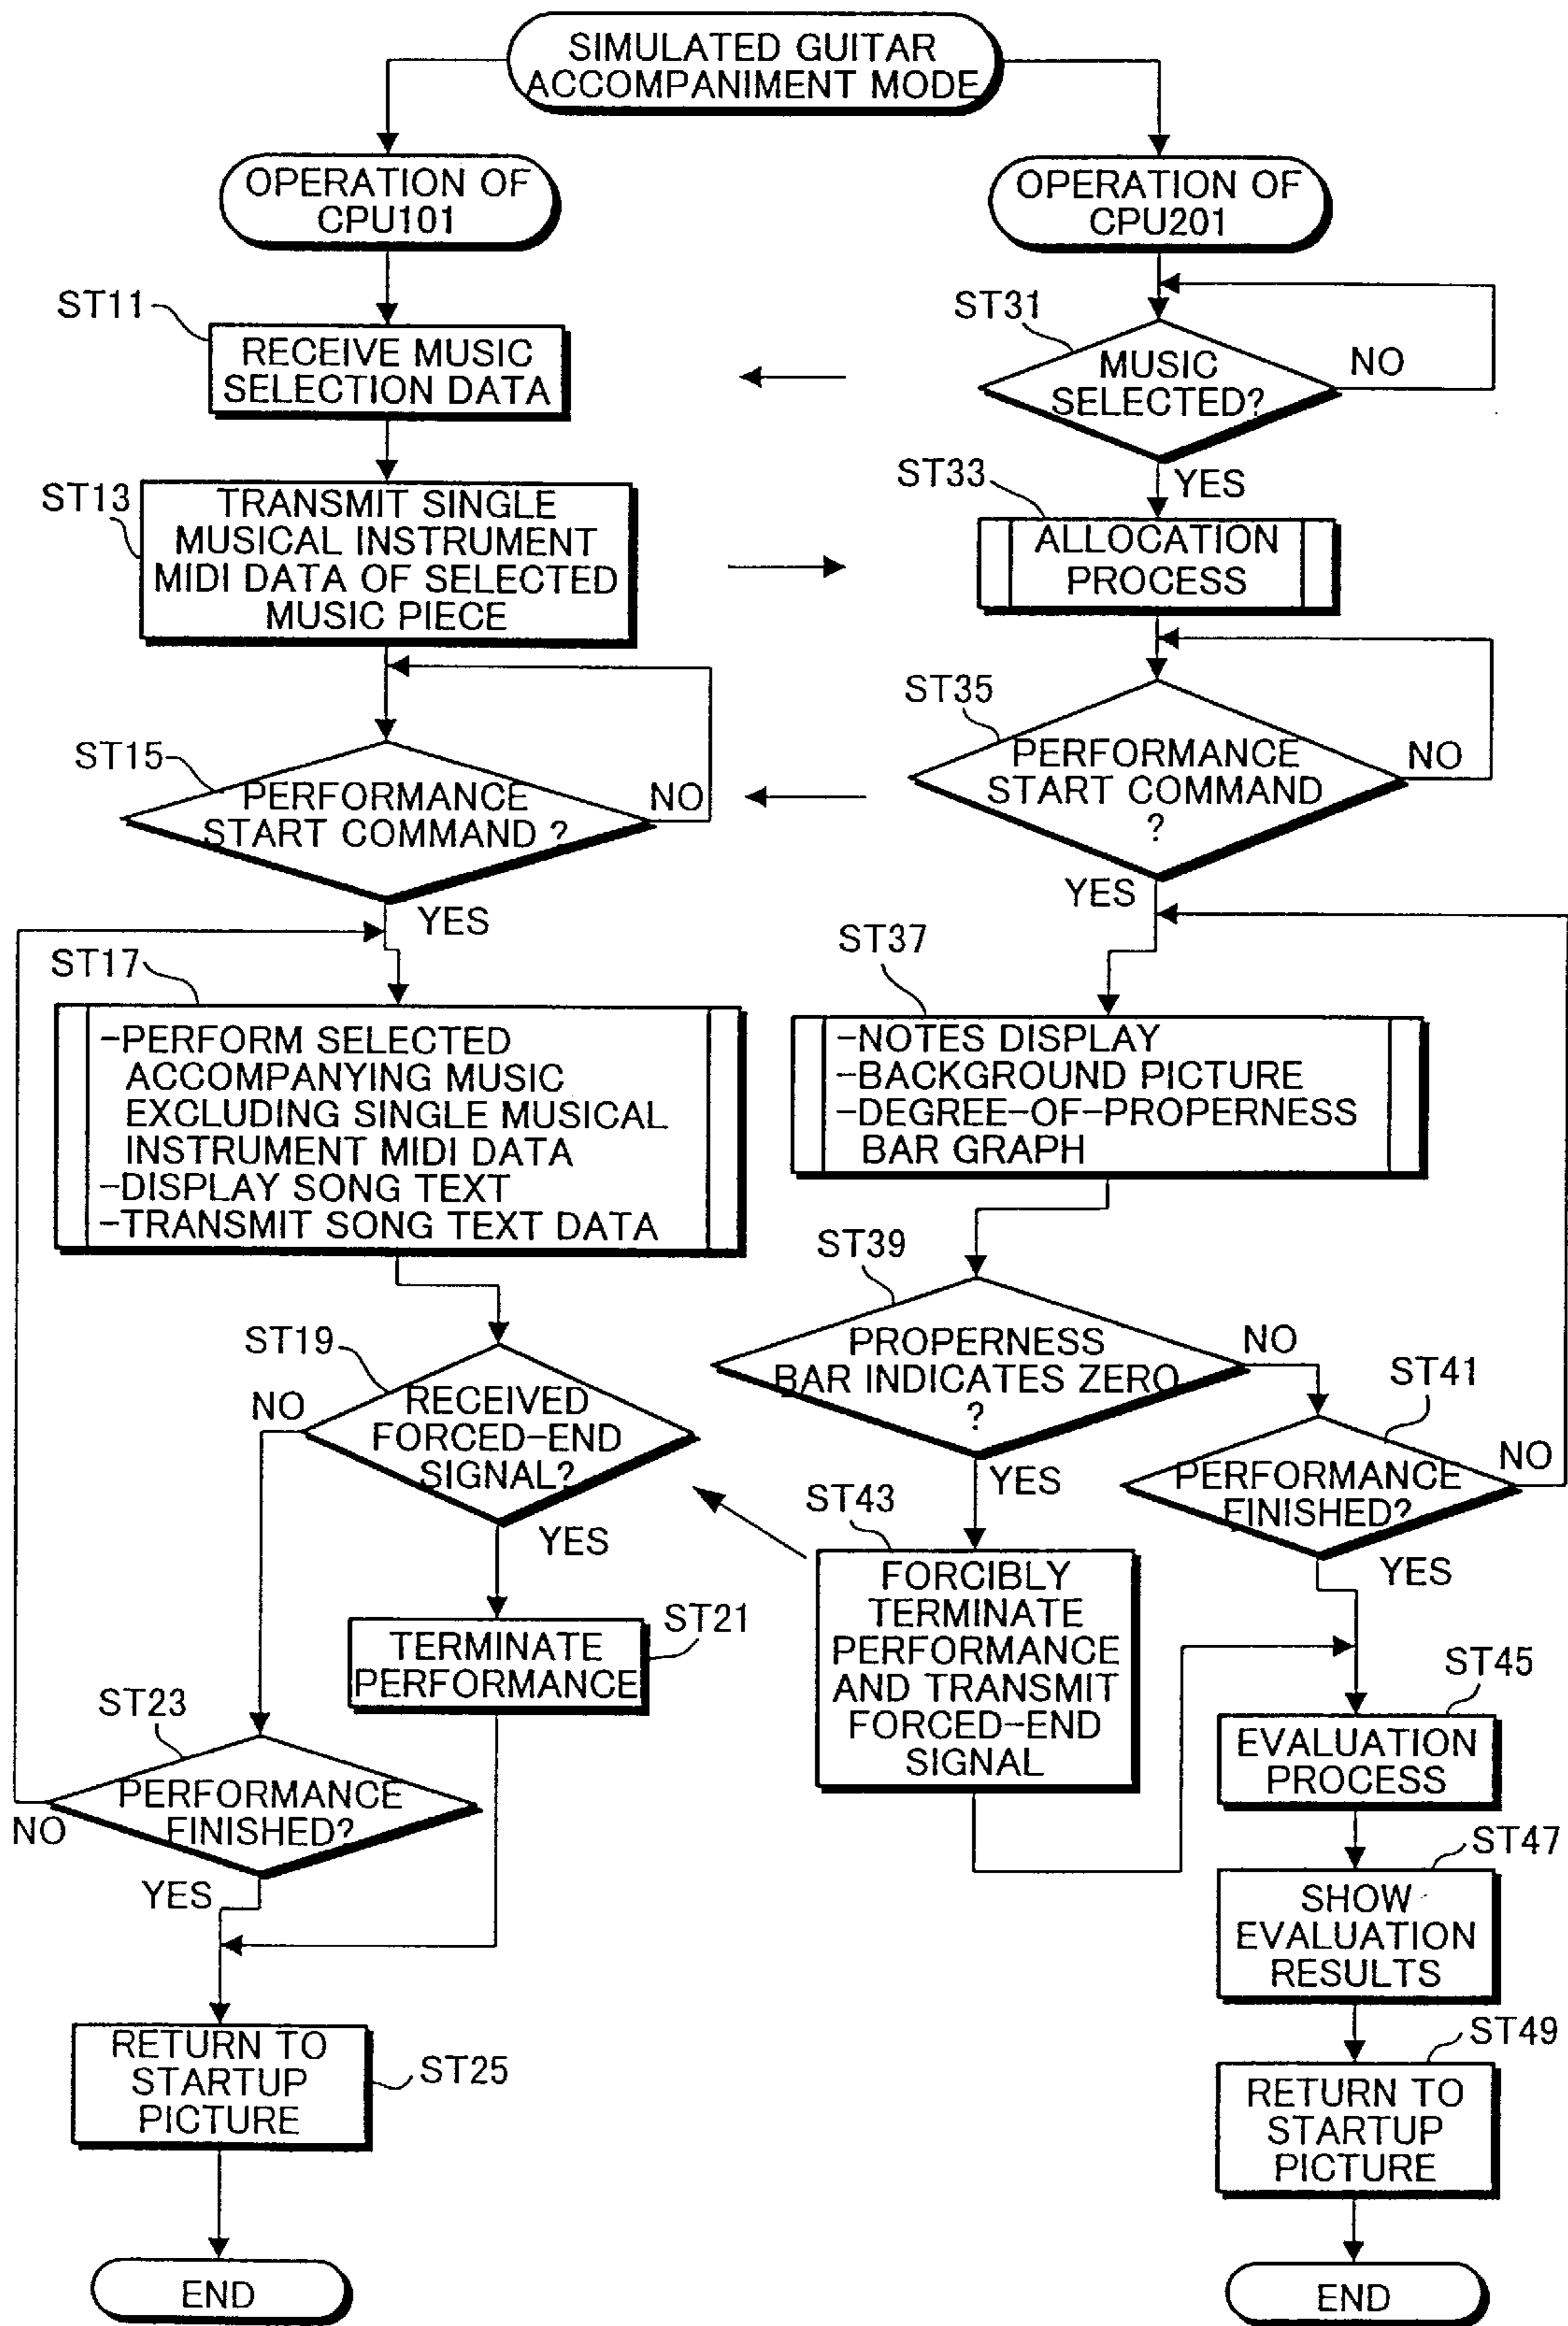 SIMULATED GUITAR
ACCOMPANIMENT MODE
OPERATION OF
CPU101
OPERATION OF
CPU201
ST11
RECEIVE MUSIC
SELECTION DATA
ST31
MUSIC
SELECTED?
NO
YES
ST13
TRANSMIT SINGLE
MUSICAL INSTRUMENT
MIDI DATA OF SELECTED
MUSIC PIECE
ST33
ALLOCATION
PROCESS
ST15
PERFORMANCE
START COMMAND ?
NO
YES
ST35
PERFORMANCE
START COMMAND
?
NO
YES
ST17
-PERFORM SELECTED
ACCOMPANYING MUSIC
EXCLUDING SINGLE MUSICAL
INSTRUMENT MIDI DATA
-DISPLAY SONG TEXT
-TRANSMIT SONG TEXT DATA
ST37
-NOTES DISPLAY
-BACKGROUND PICTURE
-DEGREE-OF-PROPERNESS
BAR GRAPH
ST19
RECEIVED
FORCED-END
SIGNAL?
NO
YES
ST39
PROPERNESS
BAR INDICATES ZERO
?
NO
YES
ST41
PERFORMANCE
FINISHED?
NO
YES
ST21
TERMINATE
PERFORMANCE
ST43
FORCIBLY
TERMINATE
PERFORMANCE
AND TRANSMIT
FORCED-END
SIGNAL
ST23
PERFORMANCE
FINISHED?
NO
YES
ST45
EVALUATION
PROCESS
ST47
SHOW
EVALUATION
RESULTS
RETURN TO
STARTUP
PICTURE
ST25
ST49
RETURN TO
STARTUP
PICTURE
END
END